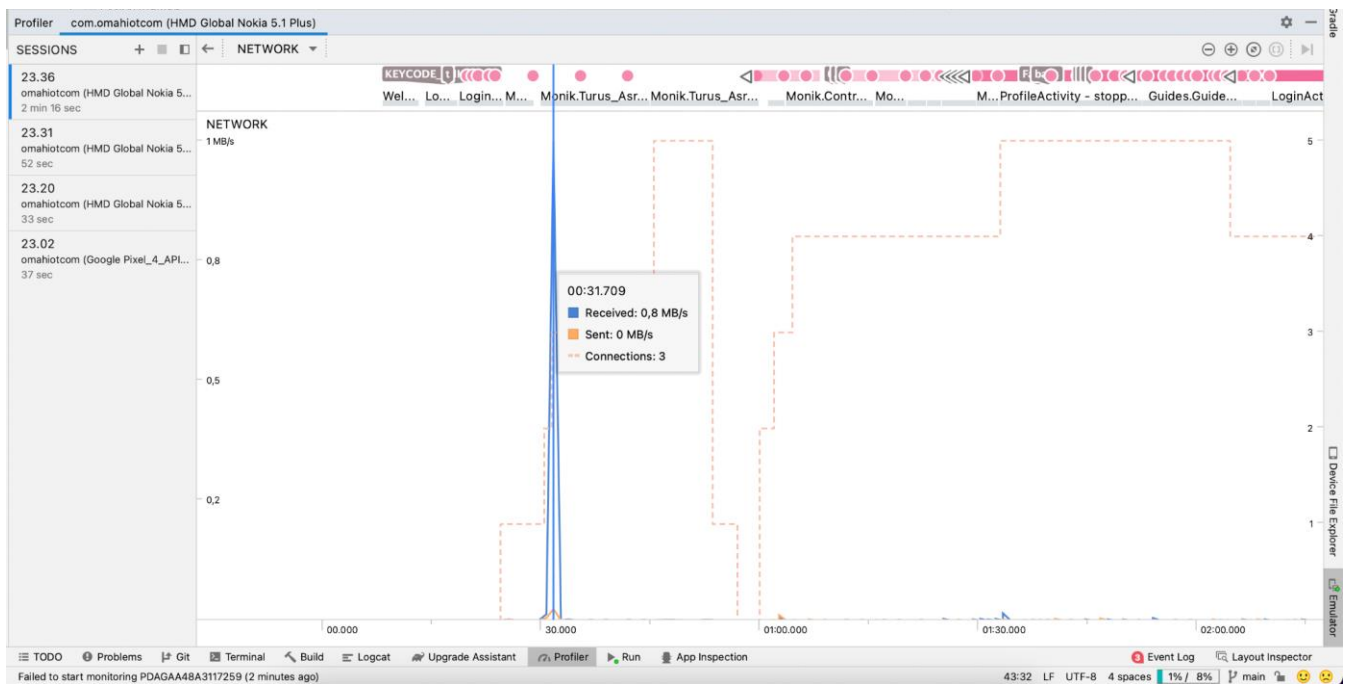 Profiler com.omahiotcom (HMD Global Nokia 5.1 Plus)
SESSIONS
NETWORK
23.36
omahiotcom (HMD Global Nokia 5...
2 min 16 sec
23.31
omahiotcom (HMD Global Nokia 5...
52 sec
23.20
omahiotcom (HMD Global Nokia 5...
33 sec
23.02
omahiotcom (Google Pixel_4_API...
37 sec
KEYCODE_
Wel... Lo... Login... M... Monik.Turus_Asr... Monik.Turus_Asr... Monik.Contr... Mo... M... ProfileActivity - stopp... Guides.Guide... LoginAct
NETWORK
1 MB/s
0,8
0,5
0,2
5
4
3
2
1
00:31.709
Received: 0,8 MB/s
Sent: 0 MB/s
Connections: 3
00.000 30.000 01:00.000 01:30.000 02:00.000
Gradle
Device File Explorer
Emulator
TODO Problems Git Terminal Build Logcat Upgrade Assistant Profiler Run App Inspection 3 Event Log Layout Inspector
Failed to start monitoring PDAGAA48A3117259 (2 minutes ago) 43:32 LF UTF-8 4 spaces 1% / 8% main